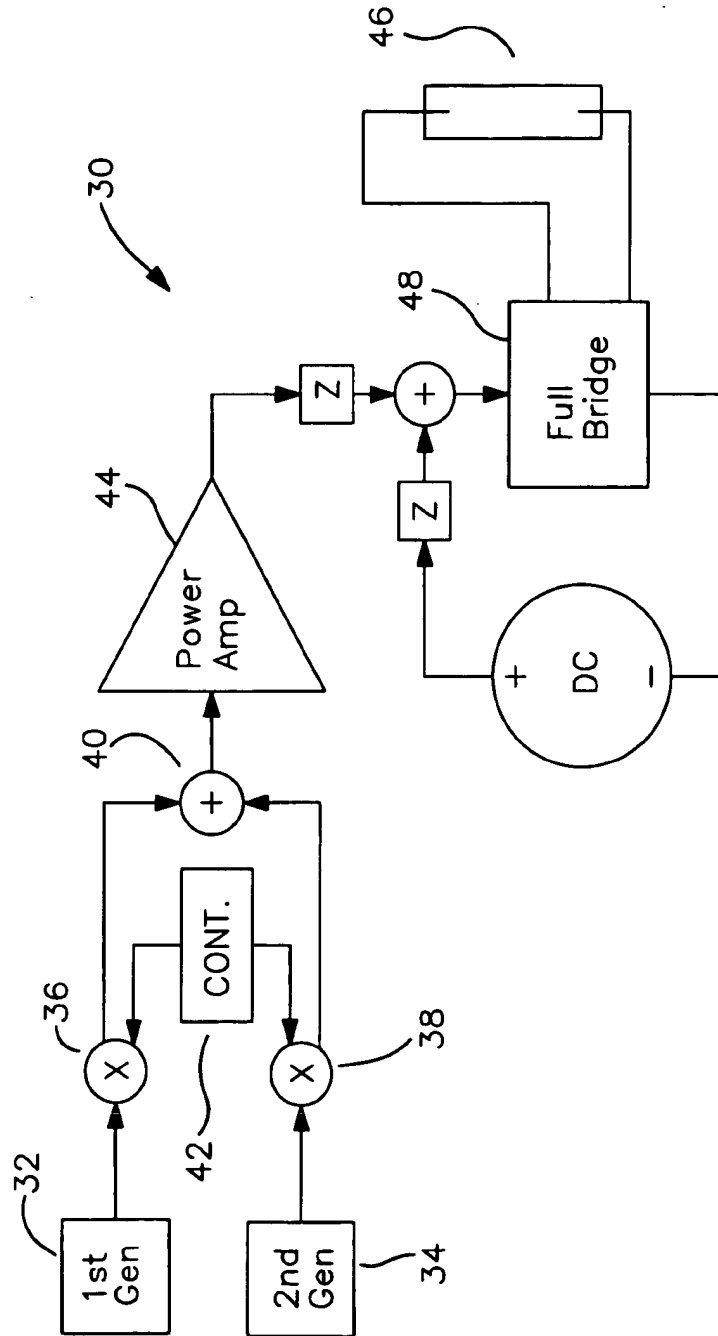 30
32
1st
Gen
36
X
40
+
44
Power
Amp
42
CONT.
34
2nd
Gen
38
X
Z
Z
+
48
Full
Bridge
46
+
DC
−